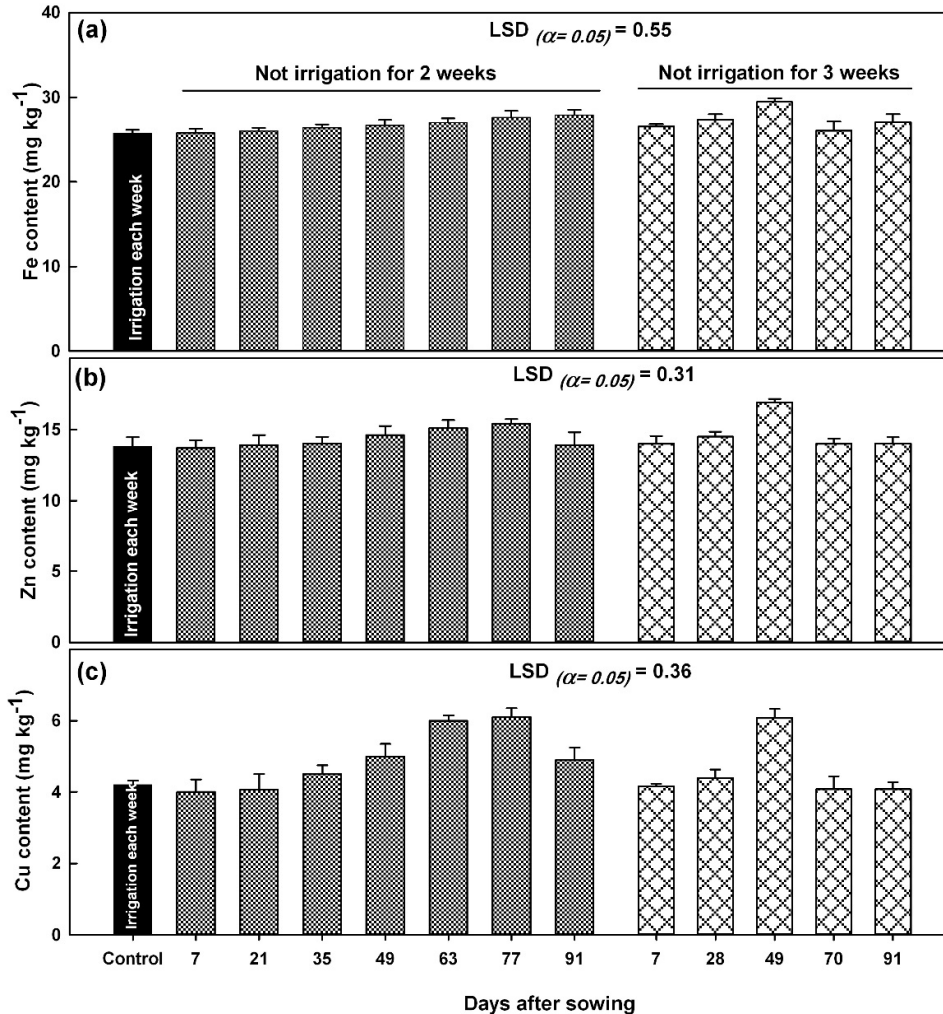 (a)
LSD (α= 0.05) = 0.55
Not irrigation for 2 weeks
Not irrigation for 3 weeks
Fe content (mg kg⁻¹)
40
30
20
10
0
Irrigation each week
(b)
LSD (α= 0.05) = 0.31
Zn content (mg kg⁻¹)
15
10
5
0
Irrigation each week
(c)
LSD (α= 0.05) = 0.36
Cu content (mg kg⁻¹)
6
4
2
0
Irrigation each week
Control 7 21 35 49 63 77 91 7 28 49 70 91
Days after sowing